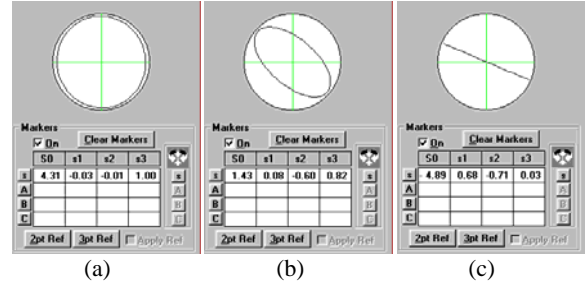 Markers
On Clear Markers
S0 s1 s2 s3
s 4.31 -0.03 -0.01 1.00 s
A A
B B
C C
2pt Ref 3pt Ref Apply Ref
(a)
Markers
On Clear Markers
S0 s1 s2 s3
s 1.43 0.08 -0.60 0.82 s
A A
B B
C C
2pt Ref 3pt Ref Apply Ref
(b)
Markers
On Clear Markers
S0 s1 s2 s3
s -4.89 0.68 -0.71 0.03 s
A A
B B
C C
2pt Ref 3pt Ref Apply Ref
(c)